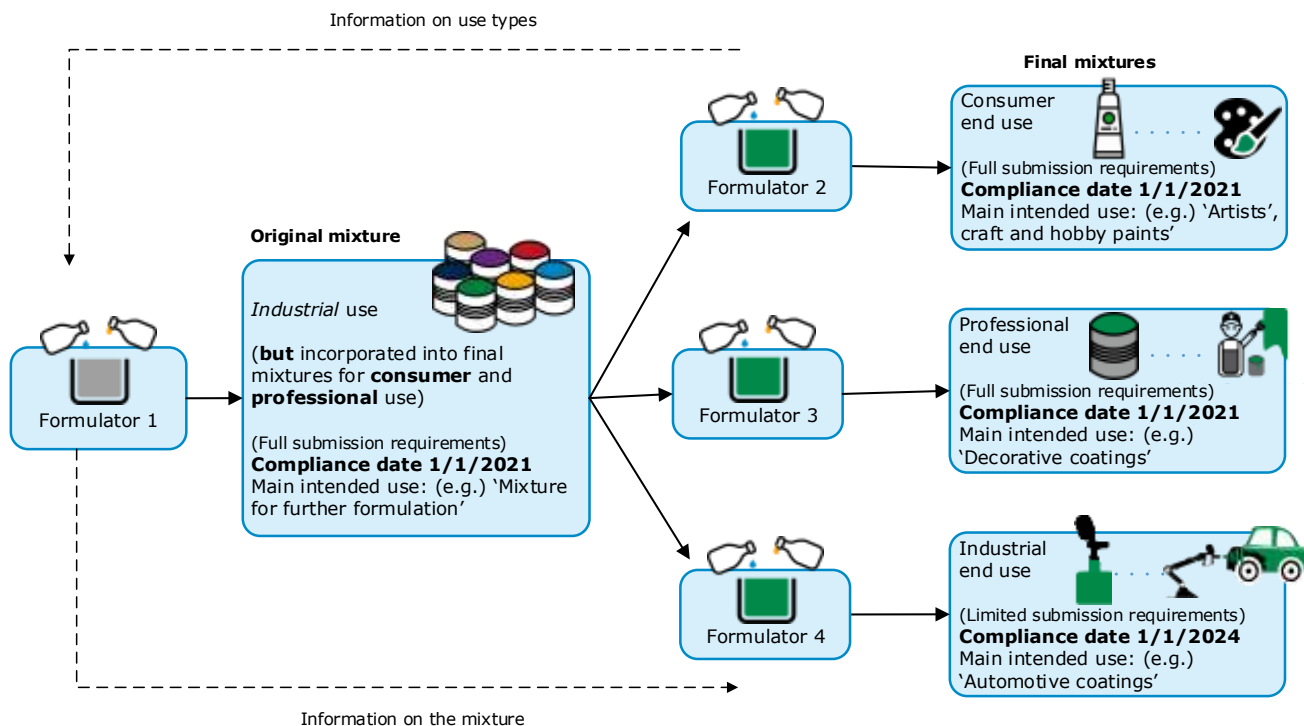 Information on use types
Final mixtures
Consumer
end use
(Full submission requirements)
Compliance date 1/1/2021
Main intended use: (e.g.) ‘Artists’,
craft and hobby paints’
Formulator 2
Original mixture
Industrial use
(but incorporated into final
mixtures for consumer and
professional use)
(Full submission requirements)
Compliance date 1/1/2021
Main intended use: (e.g.) ‘Mixture
for further formulation’
Formulator 1
Formulator 3
Professional
end use
(Full submission requirements)
Compliance date 1/1/2021
Main intended use: (e.g.)
‘Decorative coatings’
Formulator 4
Industrial
end use
(Limited submission requirements)
Compliance date 1/1/2024
Main intended use: (e.g.)
‘Automotive coatings’
Information on the mixture